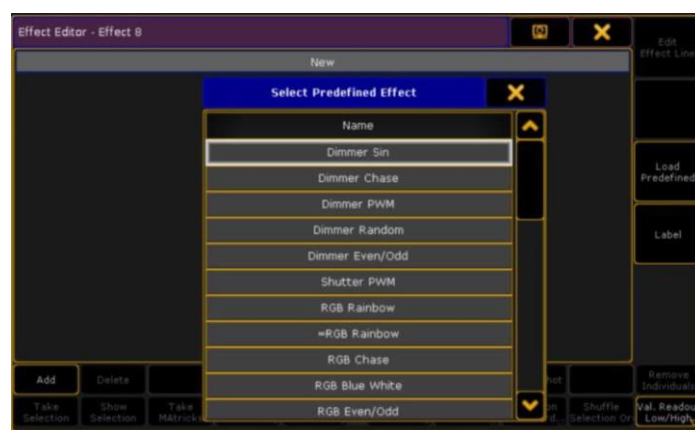 Effect Editor - Effect 8
Edit
Effect Line
New
Select Predefined Effect
Name
Dimmer Sin
Dimmer Chase
Load
Predefined
Dimmer PWM
Dimmer Random
Label
Dimmer Even/Odd
Shutter PWM
RGB Rainbow
=RGB Rainbow
RGB Chase
Add
Delete
RGB Blue White
Remove
Individuals
Take
Selection
Show
Selection
Take
MAtricks
RGB Even/Odd
Shuffle
Selection Or
Val. Readou
Low/High